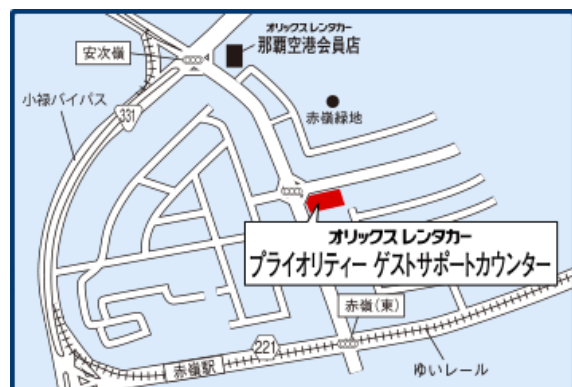 オリックス レンタカー
那覇空港会員店
安次嶺
小禄バイパス
331
赤嶺緑地
オリックス レンタカー
プライオリティー ゲストサポートカウンター
赤嶺(東)
221
赤嶺駅
ゆいレール